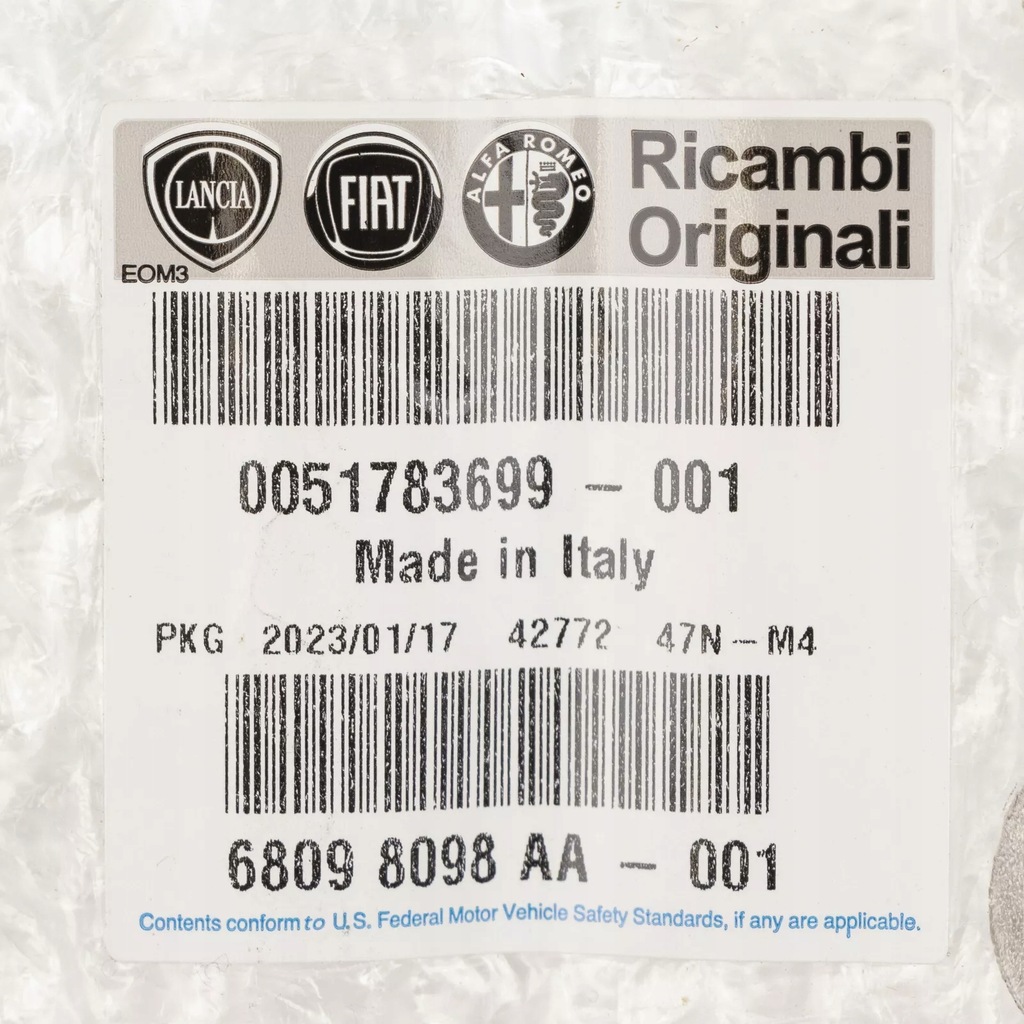 LANCIA FIAT ALFA ROMEO Ricambi
Originali
EOM3
0051783699 - 001
Made in Italy
PKG 2023/01/17 42772 47N-M4
6809 8098 AA - 001
Contents conform to U.S. Federal Motor Vehicle Safety Standards, if any are applicable.